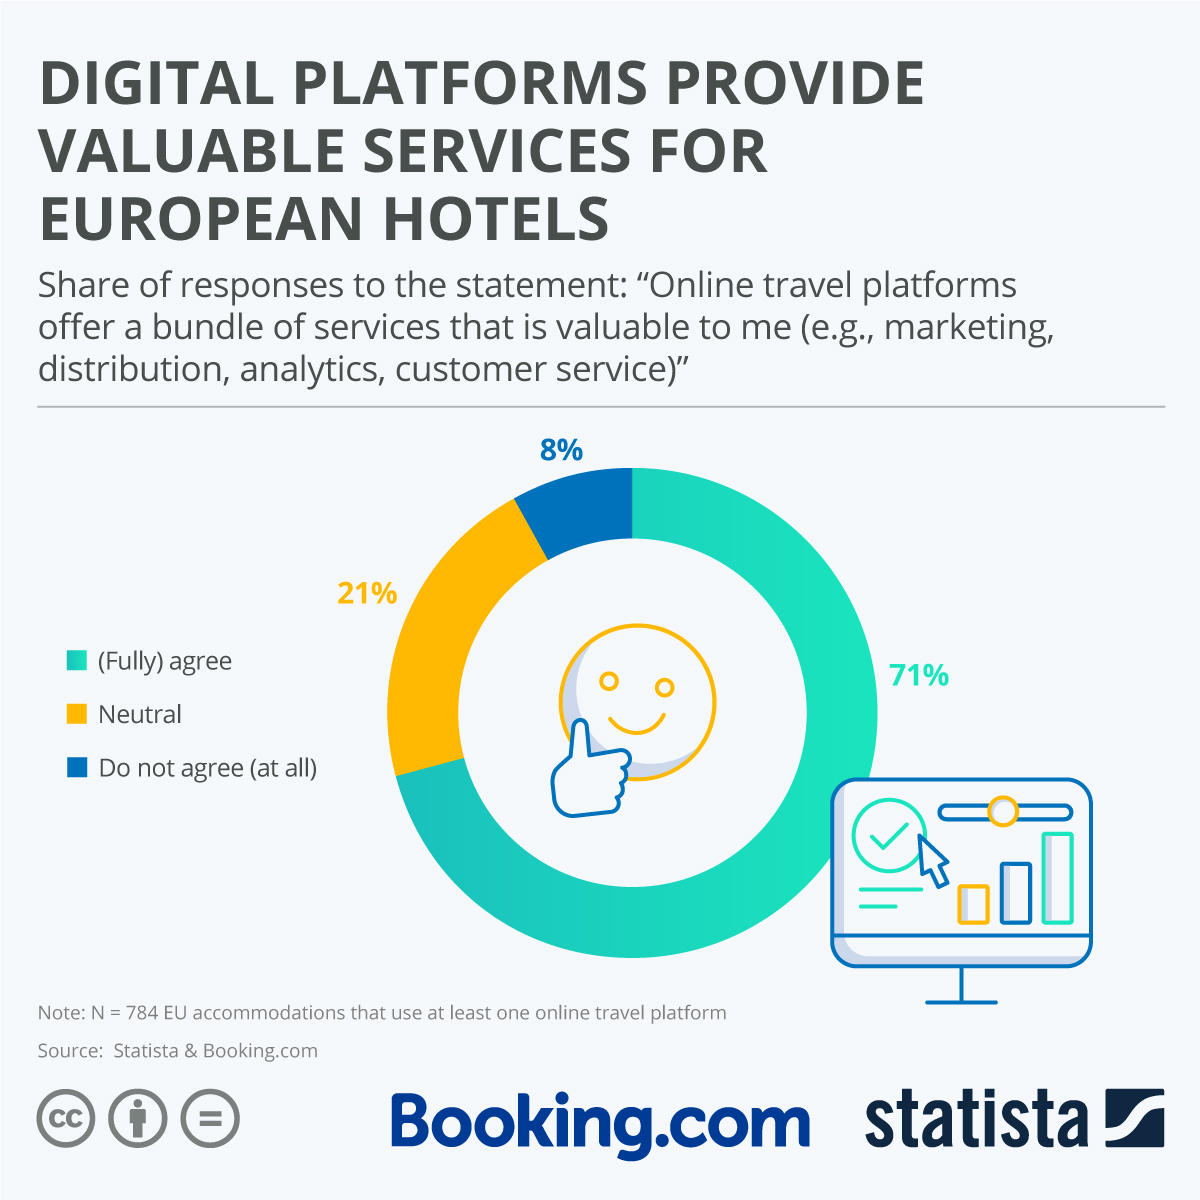 DIGITAL PLATFORMS PROVIDE
VALUABLE SERVICES FOR
EUROPEAN HOTELS
Share of responses to the statement: “Online travel platforms
offer a bundle of services that is valuable to me (e.g., marketing,
distribution, analytics, customer service)”
8%
21%
71%
(Fully) agree
Neutral
Do not agree (at all)
Note: N = 784 EU accommodations that use at least one online travel platform
Source: Statista & Booking.com
cc
=
Booking.com
statista